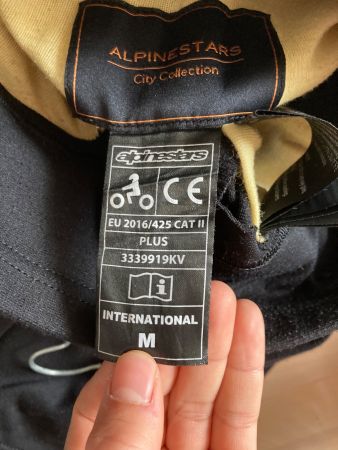 ALPINESTARS
City Collection
alpinestars
CE
EU 2016/425 CAT II
PLUS
3339919KV
i
INTERNATIONAL
M